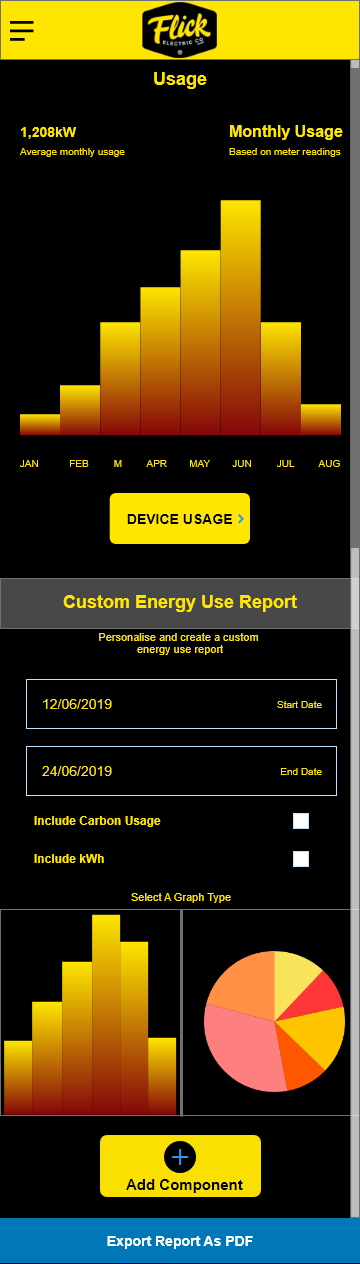 Flick
ELECTRIC CO
®
Usage
1,208kW
Monthly Usage
Average monthly usage
Based on meter readings
JAN FEB M APR MAY JUN JUL AUG
DEVICE USAGE
Custom Energy Use Report
Personalise and create a custom
energy use report
12/06/2019 Start Date
24/06/2019 End Date
Include Carbon Usage
Include kWh
Select A Graph Type
Add Component
Export Report As PDF